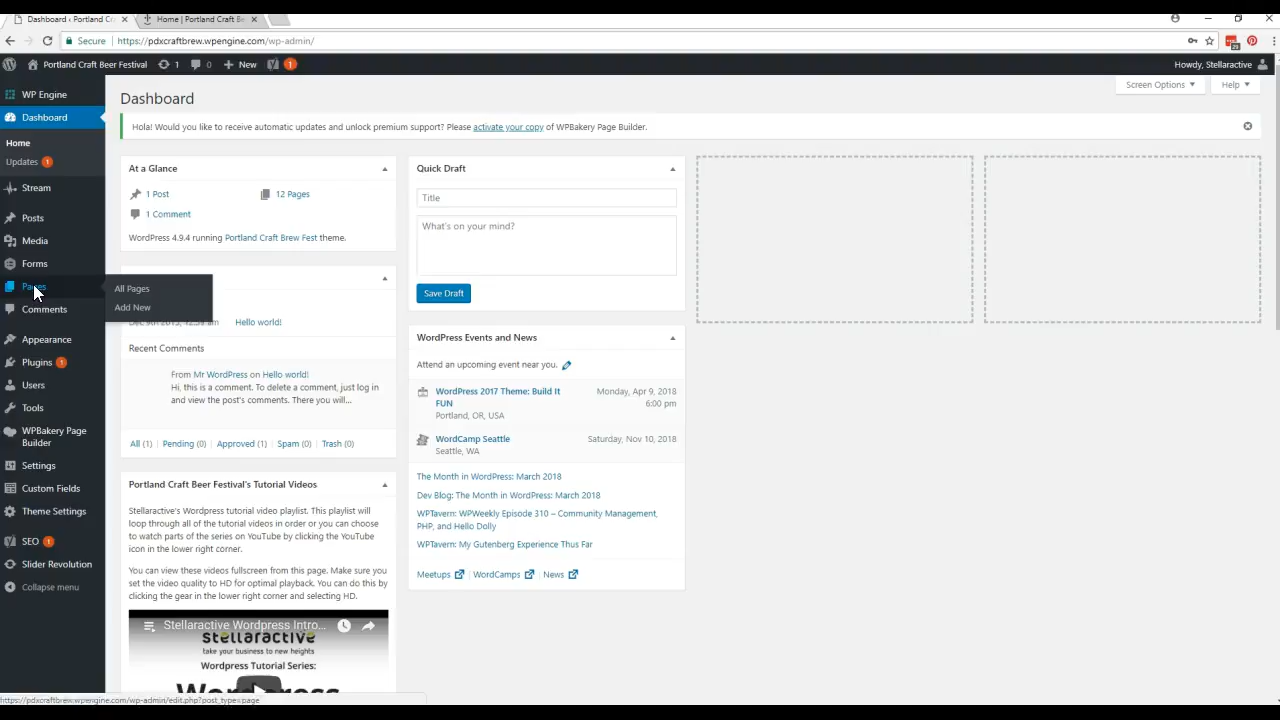 Dashboard ‹ Portland Cr
Home | Portland Craft Be
Secure
https://pdxcraftbrew.wpengine.com/wp-admin/
Portland Craft Beer Festival
1
0
New
1
Howdy, Stellaractive
WP Engine
Dashboard
Home
Updates 1
Stream
Posts
Media
Forms
Pages
Comments
Appearance
Plugins 1
Users
Tools
WPBakery Page
Builder
Settings
Custom Fields
Theme Settings
SEO 1
Slider Revolution
Collapse menu
All Pages
Add New
Screen Options
Help
Dashboard
Hola! Would you like to receive automatic updates and unlock premium support? Please activate your copy of WPBakery Page Builder.
At a Glance
1 Post
12 Pages
1 Comment
WordPress 4.9.4 running Portland Craft Brew Fest theme.
Hello world!
Recent Comments
From Mr WordPress on Hello world!
Hi, this is a comment. To delete a comment, just log in
and view the post's comments. There you will…
All (1) | Pending (0) | Approved (1) | Spam (0) | Trash (0)
Portland Craft Beer Festival's Tutorial Videos
Stellaractive's Wordpress tutorial video playlist. This playlist will
loop through all of the tutorial videos in order or you can choose
to watch parts of the series on YouTube by clicking the YouTube
icon in the lower right corner.
You can view these videos fullscreen from this page. Make sure you
set the video quality to HD for optimal playback. You can do this by
clicking the gear in the lower right corner and selecting HD.
Stellaractive Wordpress Intro...
stellaractive
take your business to new heights
Wordpress Tutorial Series:
Wordpress
Quick Draft
Title
What's on your mind?
Save Draft
WordPress Events and News
Attend an upcoming event near you.
WordPress 2017 Theme: Build It
FUN
Portland, OR, USA
Monday, Apr 9, 2018
6:00 pm
WordCamp Seattle
Seattle, WA
Saturday, Nov 10, 2018
The Month in WordPress: March 2018
Dev Blog: The Month in WordPress: March 2018
WPTavern: WPWeekly Episode 310 – Community Management,
PHP, and Hello Dolly
WPTavern: My Gutenberg Experience Thus Far
Meetups | WordCamps | News
https://pdxcraftbrew.wpengine.com/wp-admin/edit.php?post_type=page